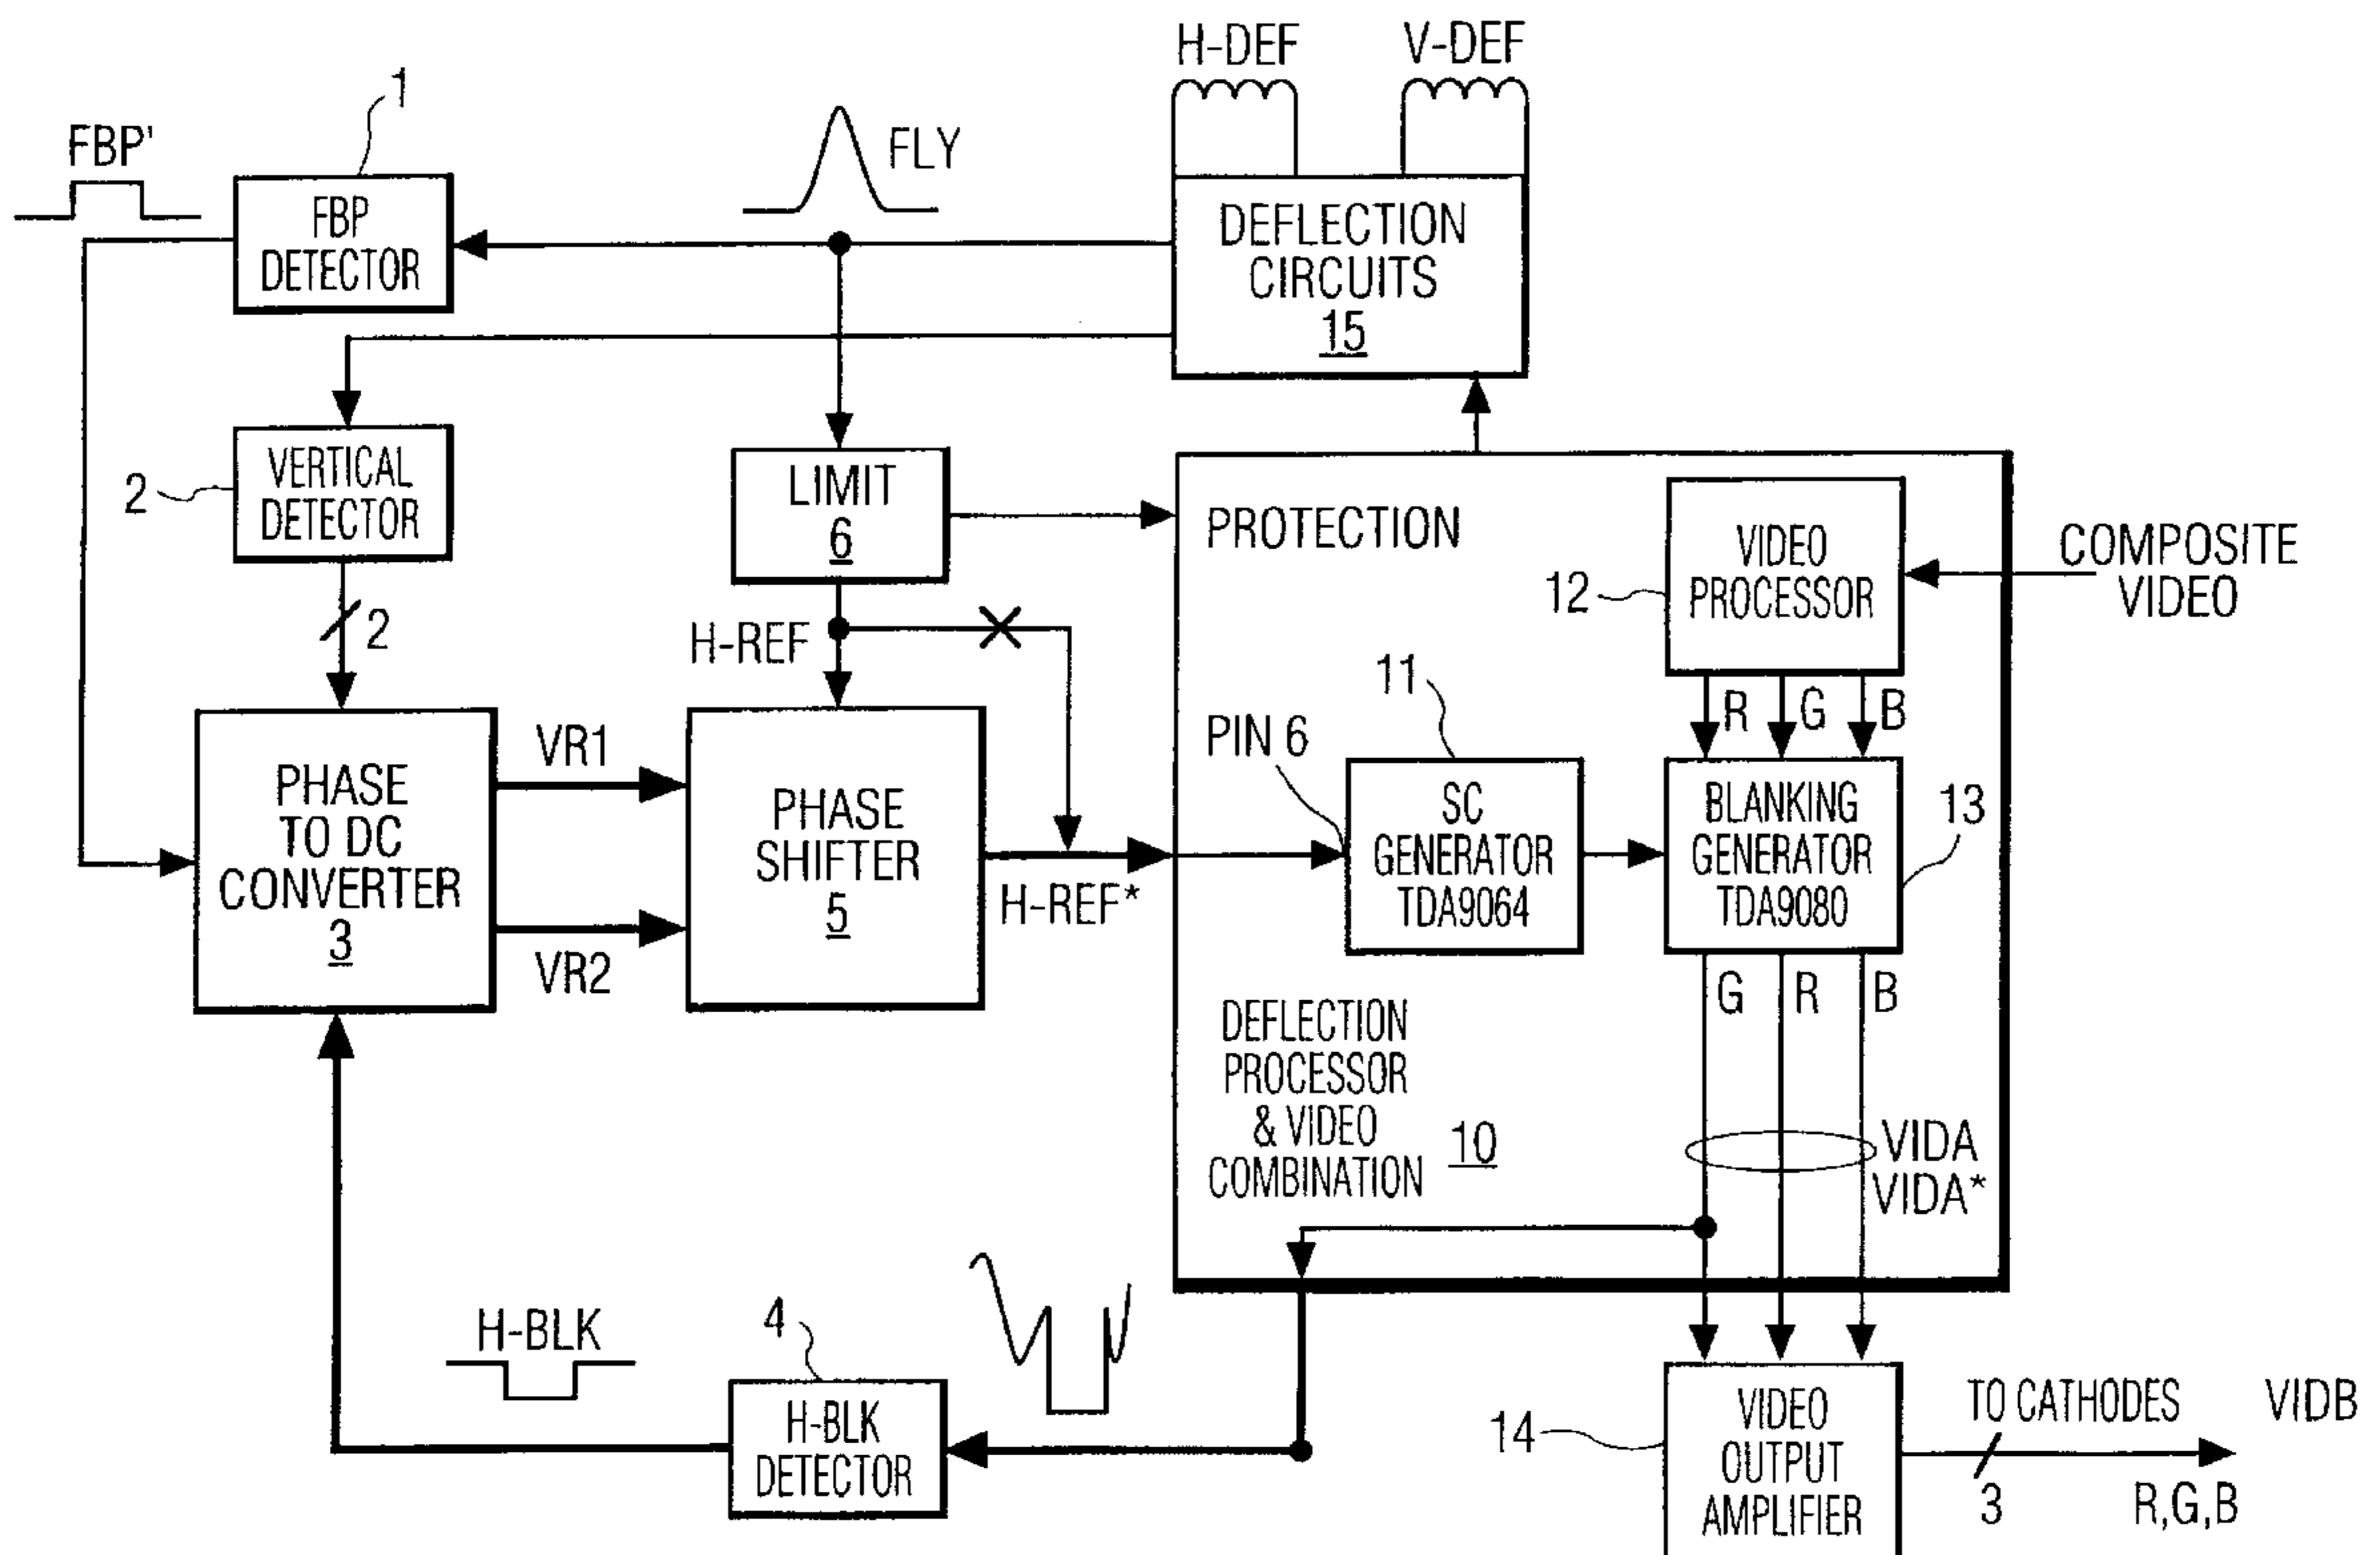 H-DEF
V-DEF
1
FBP'
FLY
FBP
DETECTOR
DEFLECTION
CIRCUITS
15
VERTICAL
DETECTOR
2
2
LIMIT
6
H-REF
PROTECTION
VIDEO
PROCESSOR
12
COMPOSITE
VIDEO
R
G
B
11
PIN 6
PHASE
TO DC
CONVERTER
3
VR1
VR2
PHASE
SHIFTER
5
H-REF*
SC
GENERATOR
TDA9064
BLANKING
GENERATOR
TDA9080
13
G
R
B
DEFLECTION
PROCESSOR
& VIDEO
COMBINATION
10
VIDA
VIDA*
H-BLK
4
H-BLK
DETECTOR
14
VIDEO
OUTPUT
AMPLIFIER
TO CATHODES
VIDB
3
R,G,B